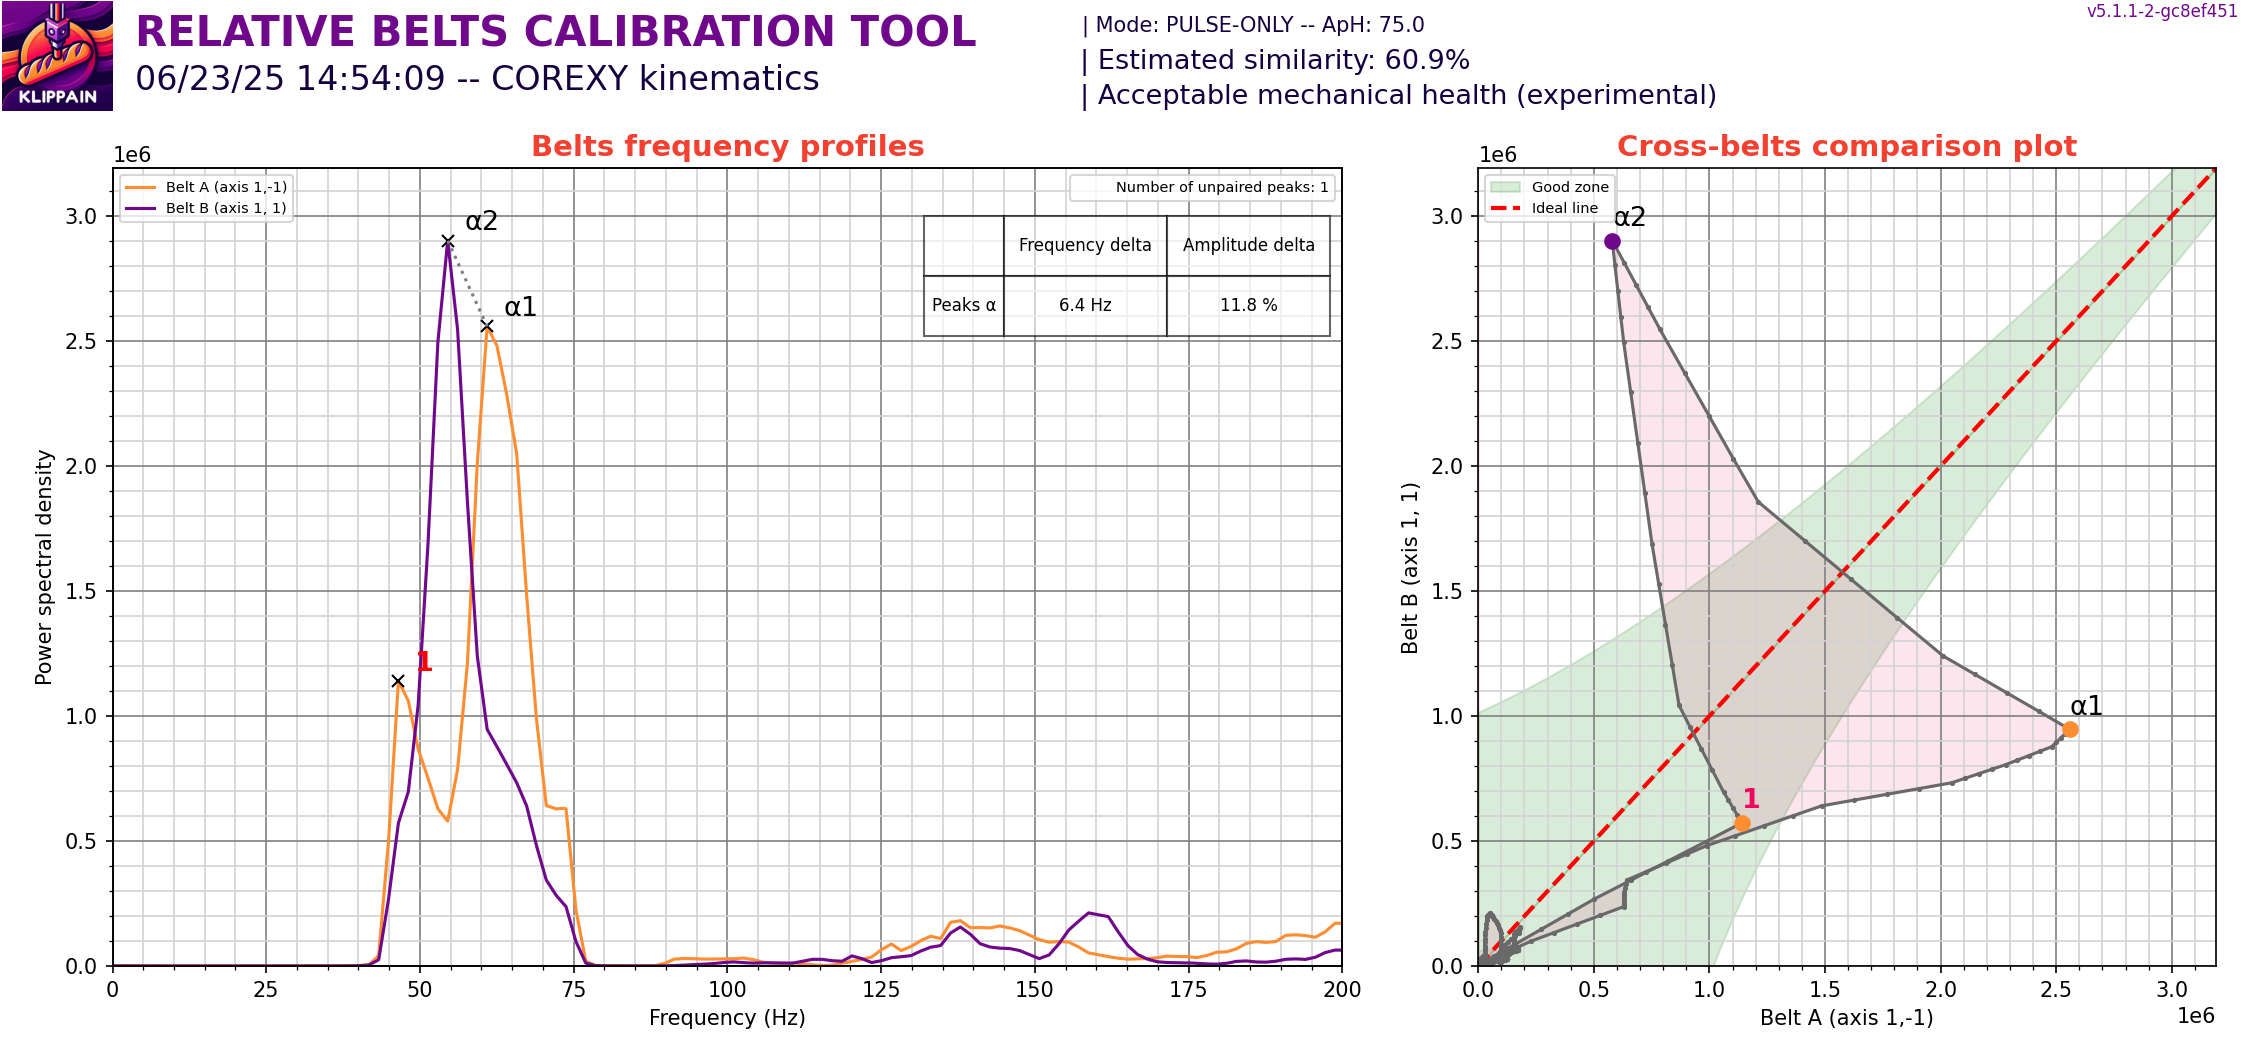 KLIPPAIN
RELATIVE BELTS CALIBRATION TOOL
06/23/25 14:54:09 -- COREXY kinematics
| Mode: PULSE-ONLY -- ApH: 75.0
| Estimated similarity: 60.9%
| Acceptable mechanical health (experimental)
v5.1.1-2-gc8ef451
Belts frequency profiles
1e6
Belt A (axis 1,-1)
Belt B (axis 1, 1)
Number of unpaired peaks: 1
Frequency delta Amplitude delta
Peaks α 6.4 Hz 11.8 %
α2
α1
1
3.0
2.5
2.0
1.5
1.0
0.5
0.0
Power spectral density
0 25 50 75 100 125 150 175 200
Frequency (Hz)
Cross-belts comparison plot
1e6
Good zone
Ideal line
α2
α1
1
3.0
2.5
2.0
1.5
1.0
0.5
0.0
Belt B (axis 1, 1)
0.0 0.5 1.0 1.5 2.0 2.5 3.0
1e6
Belt A (axis 1,-1)